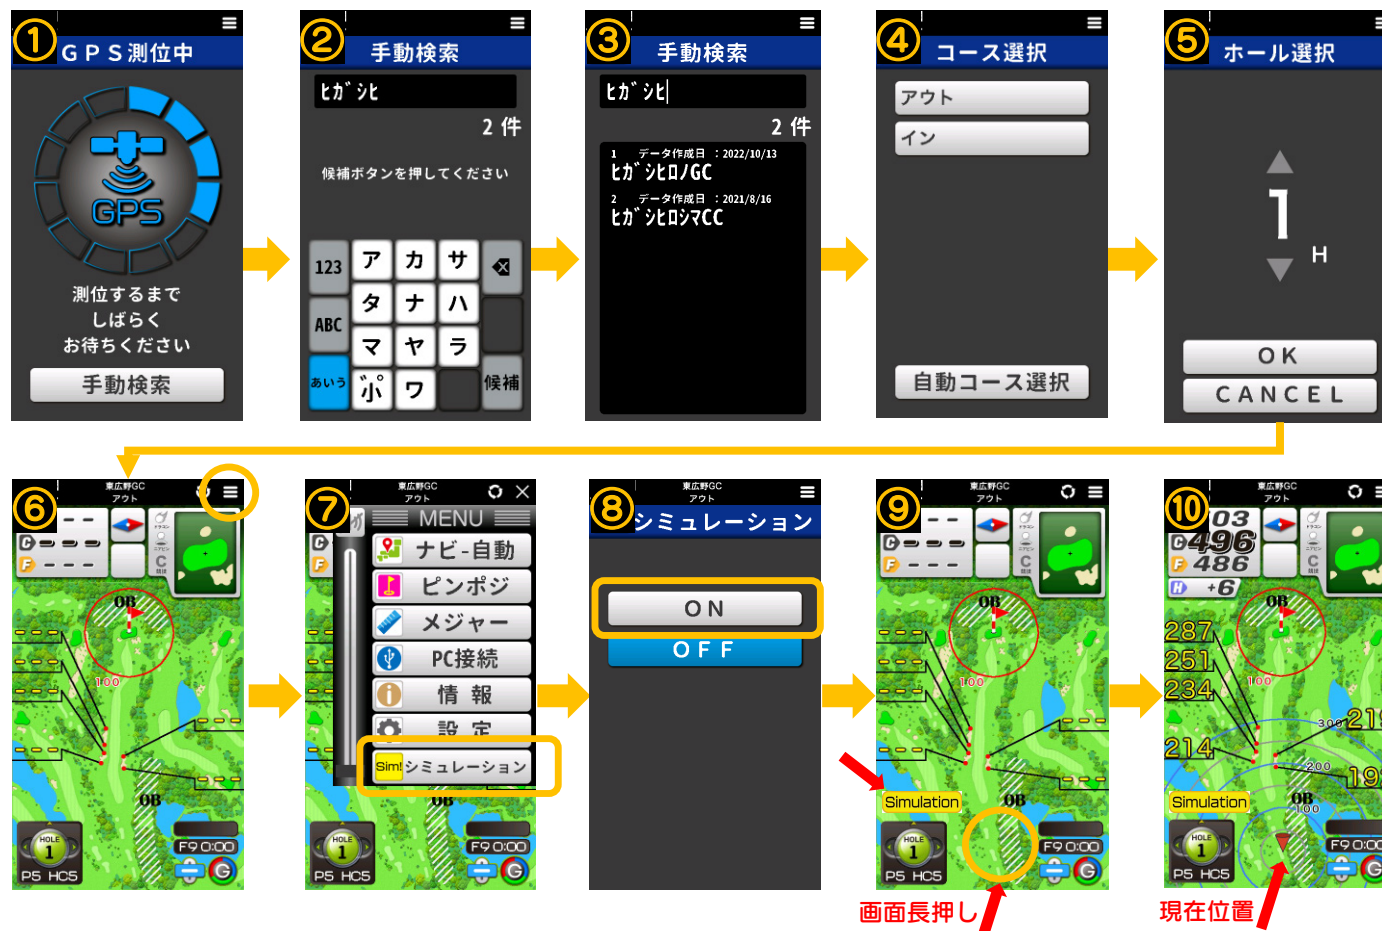 ①
GPS測位中
GPS
測位するまで
しばらく
お待ちください
手動検索
②
手動検索
ﾋｶﾞｼﾋ
2 件
候補ボタンを押してください
123 ア カ サ
タ ナ ハ
ABC
マ ヤ ラ
あいう 小 ワ 候補
③
手動検索
ﾋｶﾞｼﾋ
2 件
1 データ作成日 ：2022/10/13
ﾋｶﾞｼﾋﾛﾉGC
2 データ作成日 ：2021/8/16
ﾋｶﾞｼﾋﾛｼﾏCC
④
コース選択
アウト
イン
自動コース選択
⑤
ホール選択
1
H
OK
CANCEL
⑥
東広野GC
アウト
- -
C - - -
F - - -
C
OB
100
OB
HOLE
1
P5 HC5
F9 0:00
G
⑦
東広野GC
アウト
MENU
ナビ-自動
ピンポジ
メジャー
PC接続
情 報
設 定
Sim! シミュレーション
OB
HOLE
1
P5 HC5
F9 0:00
G
⑧
東広野GC
アウト
シミュレーション
ON
OFF
⑨
東広野GC
アウト
- -
C - - -
F - - -
C
OB
100
Simulation
OB
HOLE
1
P5 HC5
F9 0:00
G
画面長押し
⑩
東広野GC
アウト
03
C 496
F 486
H +6
C
OB
287
251
100
234
300
214
200
Simulation
OB
100
HOLE
1
P5 HC5
F9 0:00
G
現在位置